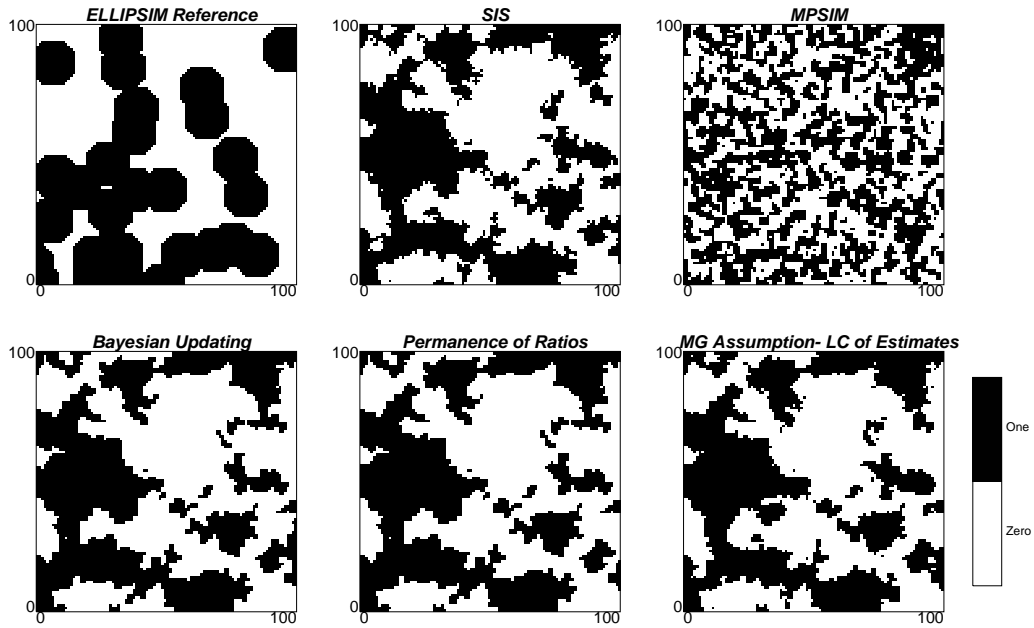 ELLIPSIM Reference
SIS
MPSIM
100
100
100
0
0
0
0 100
0 100
0 100
Bayesian Updating
Permanence of Ratios
MG Assumption- LC of Estimates
100
100
100
One
Zero
0
0
0
0 100
0 100
0 100